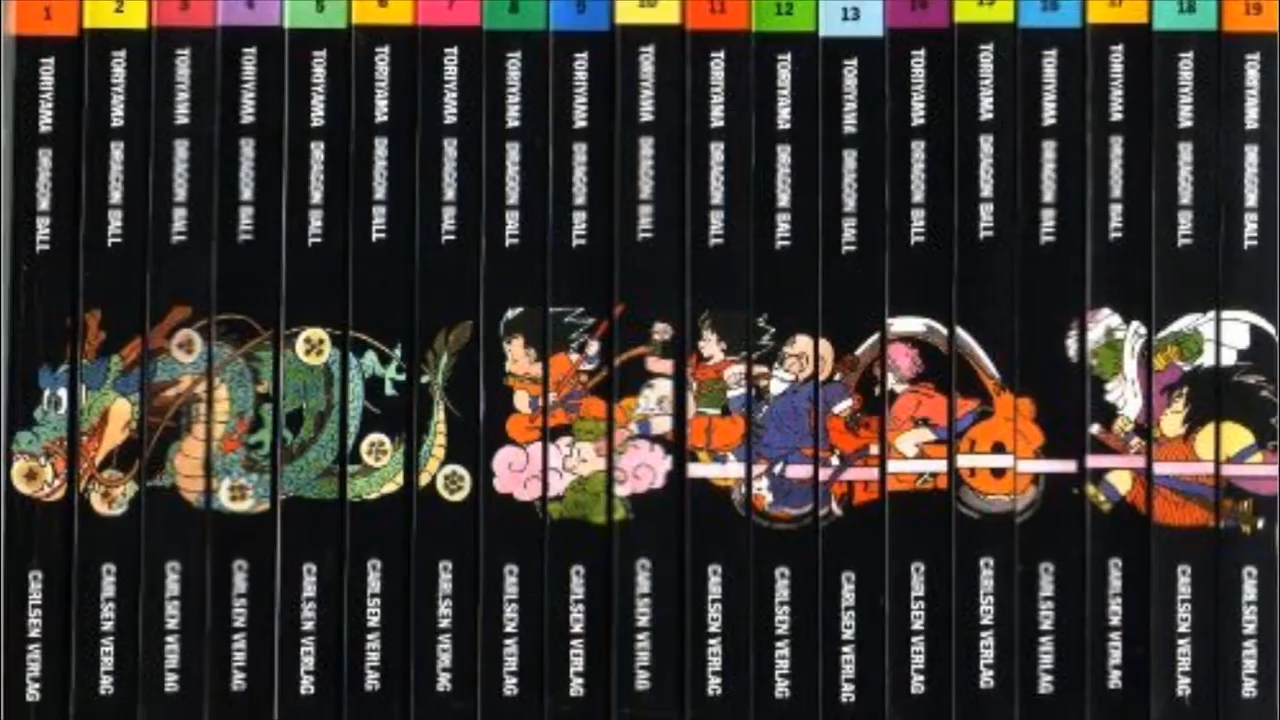 1 TORIYAMA DRAGON BALL CARLSEN VERLAG
2 TORIYAMA DRAGON BALL CARLSEN VERLAG
3 TORIYAMA DRAGON BALL CARLSEN VERLAG
4 TORIYAMA DRAGON BALL CARLSEN VERLAG
5 TORIYAMA DRAGON BALL CARLSEN VERLAG
6 TORIYAMA DRAGON BALL CARLSEN VERLAG
7 TORIYAMA DRAGON BALL CARLSEN VERLAG
8 TORIYAMA DRAGON BALL CARLSEN VERLAG
9 TORIYAMA DRAGON BALL CARLSEN VERLAG
10 TORIYAMA DRAGON BALL CARLSEN VERLAG
11 TORIYAMA DRAGON BALL CARLSEN VERLAG
12 TORIYAMA DRAGON BALL CARLSEN VERLAG
13 TORIYAMA DRAGON BALL CARLSEN VERLAG
14 TORIYAMA DRAGON BALL CARLSEN VERLAG
15 TORIYAMA DRAGON BALL CARLSEN VERLAG
16 TORIYAMA DRAGON BALL CARLSEN VERLAG
17 TORIYAMA DRAGON BALL CARLSEN VERLAG
18 TORIYAMA DRAGON BALL CARLSEN VERLAG
19 TORIYAMA DRAGON BALL CARLSEN VERLAG